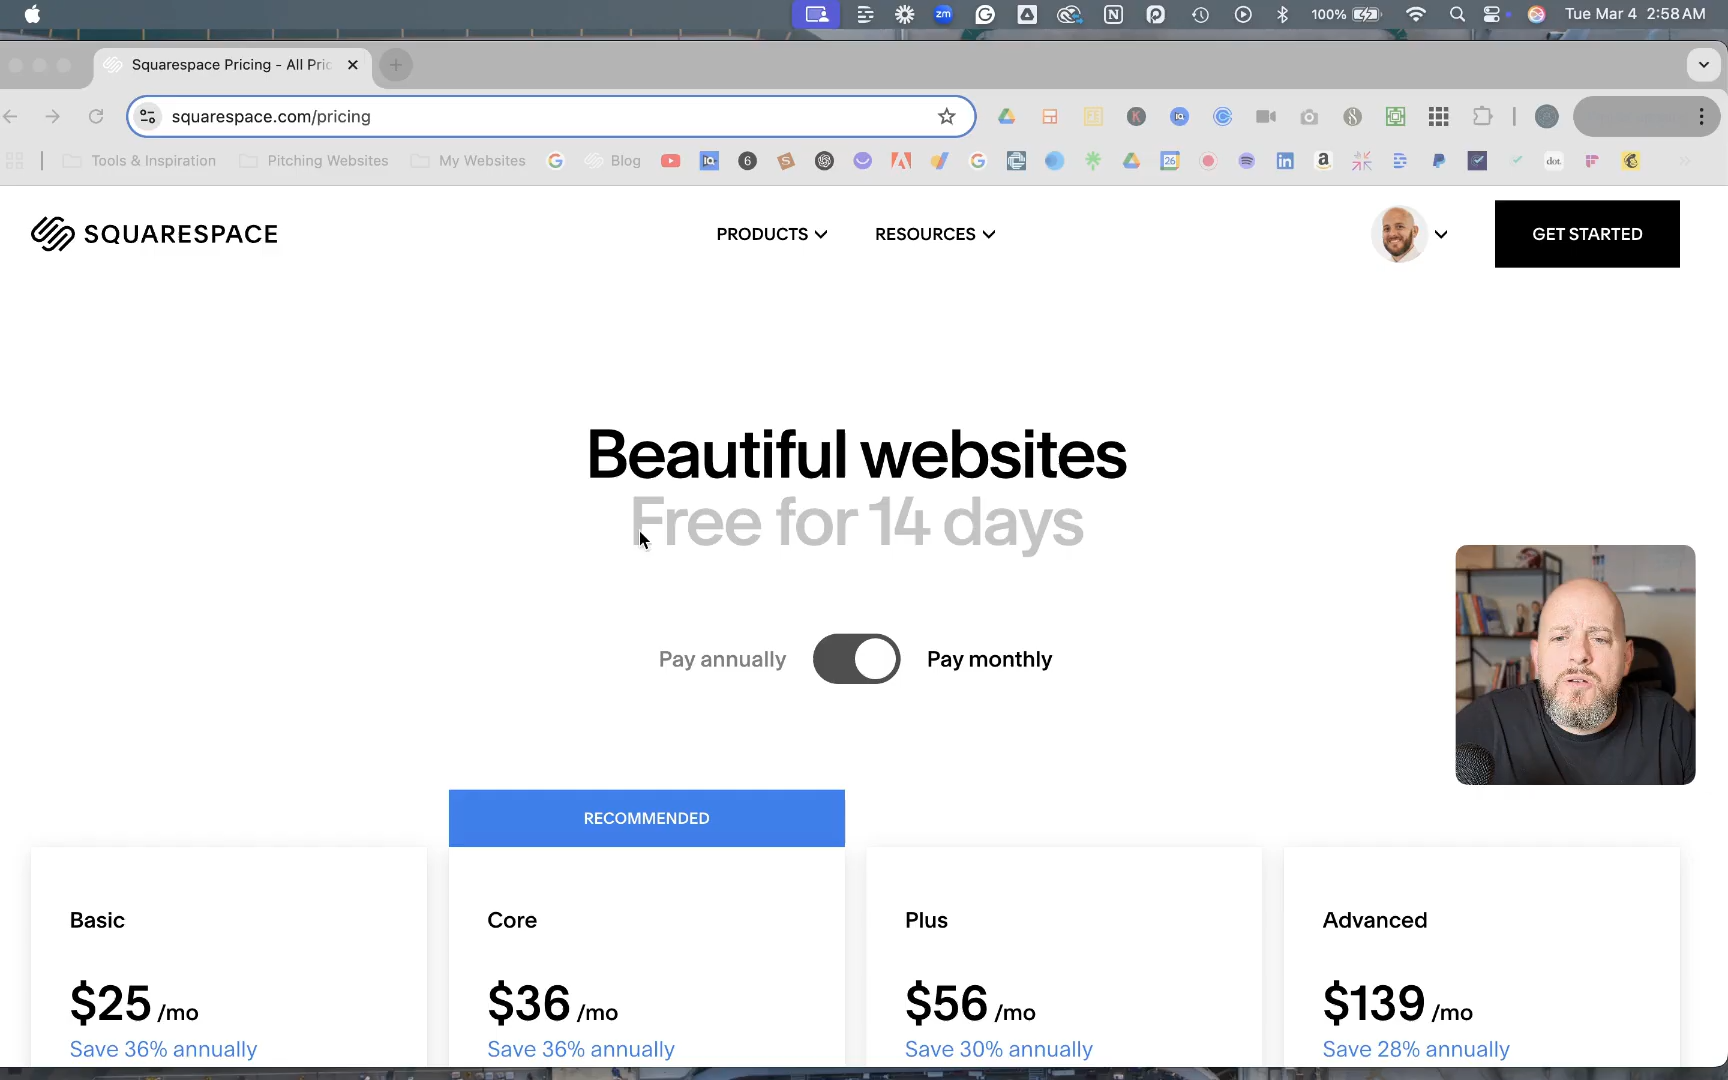 100%
Tue Mar 4 2:58 AM
Squarespace Pricing - All Pric
squarespace.com/pricing
Tools & Inspiration
Pitching Websites
My Websites
Blog
SQUARESPACE
PRODUCTS
RESOURCES
GET STARTED
Beautiful websites
Free for 14 days
Pay annually
Pay monthly
RECOMMENDED
Basic
Core
Plus
Advanced
$25 /mo
$36 /mo
$56 /mo
$139 /mo
Save 36% annually
Save 36% annually
Save 30% annually
Save 28% annually